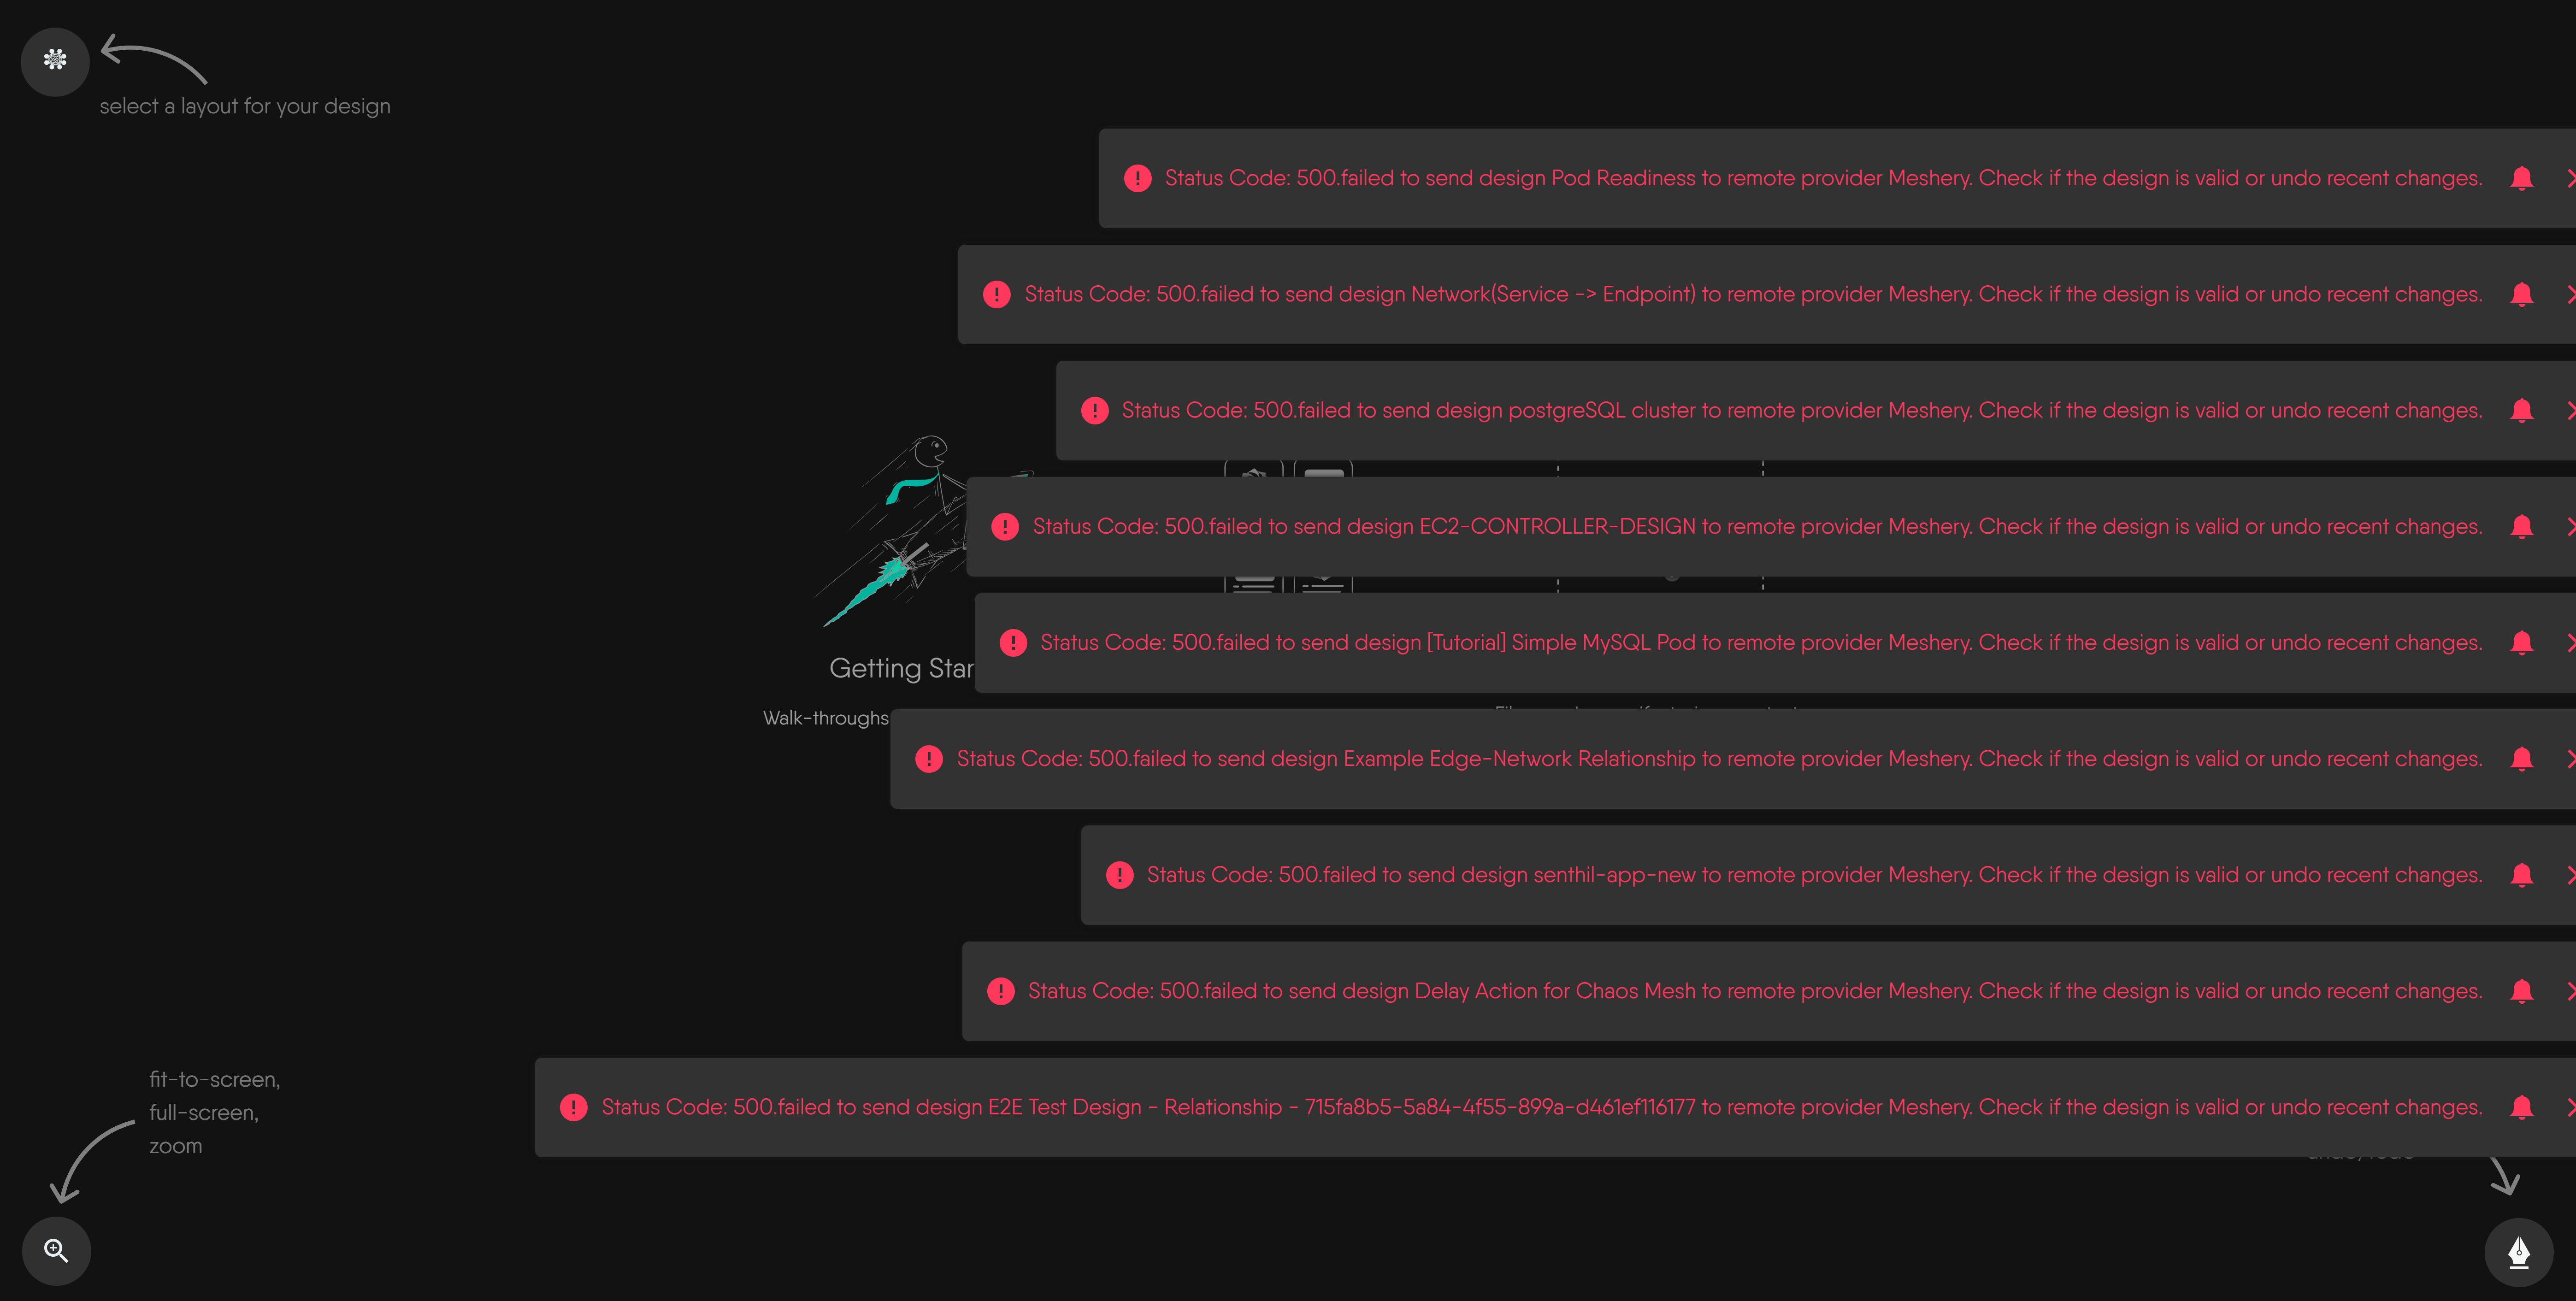 select a layout for your design
Status Code: 500.failed to send design Pod Readiness to remote provider Meshery. Check if the design is valid or undo recent changes.
Status Code: 500.failed to send design Network(Service -> Endpoint) to remote provider Meshery. Check if the design is valid or undo recent changes.
Status Code: 500.failed to send design postgreSQL cluster to remote provider Meshery. Check if the design is valid or undo recent changes.
Status Code: 500.failed to send design EC2-CONTROLLER-DESIGN to remote provider Meshery. Check if the design is valid or undo recent changes.
Status Code: 500.failed to send design [Tutorial] Simple MySQL Pod to remote provider Meshery. Check if the design is valid or undo recent changes.
Getting Star
Walk-throughs
Status Code: 500.failed to send design Example Edge-Network Relationship to remote provider Meshery. Check if the design is valid or undo recent changes.
Status Code: 500.failed to send design senthil-app-new to remote provider Meshery. Check if the design is valid or undo recent changes.
Status Code: 500.failed to send design Delay Action for Chaos Mesh to remote provider Meshery. Check if the design is valid or undo recent changes.
Status Code: 500.failed to send design E2E Test Design - Relationship - 715fa8b5-5a84-4f55-899a-d461ef116177 to remote provider Meshery. Check if the design is valid or undo recent changes.
fit-to-screen,
full-screen,
zoom